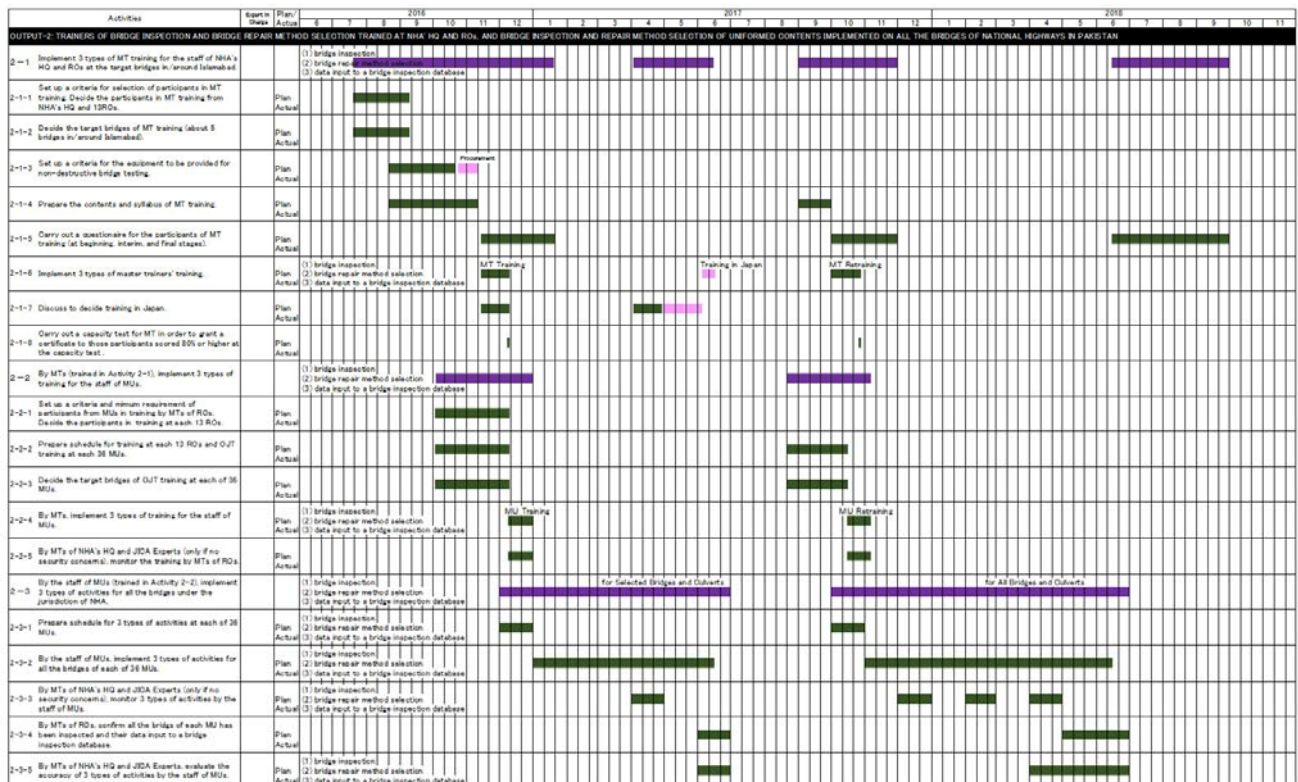 Activities Expert in Charge Plan/ Actual 2016 2017 2018
6 7 8 9 10 11 12 1 2 3 4 5 6 7 8 9 10 11 12 1 2 3 4 5 6 7 8 9 10 11
OUTPUT-2: TRAINERS OF BRIDGE INSPECTION AND BRIDGE REPAIR METHOD SELECTION TRAINED AT NHA' HQ AND ROs, AND BRIDGE INSPECTION AND REPAIR METHOD SELECTION OF UNIFORMED CONTENTS IMPLEMENTED ON ALL THE BRIDGES OF NATIONAL HIGHWAYS IN PAKISTAN
2-1 Implement 3 types of MT training for the staff of NHA's
HQ and ROs at the target bridges in/around Islamabad.
(1) bridge inspection,
(2) bridge repair method selection
(3) data input to a bridge inspection database
2-1-1 Set up a criteria for selection of participants in MT
training. Decide the participants in MT training from
NHA's HQ and 13ROs.
Plan
Actual
2-1-2 Decide the target bridges of MT training (about 5
bridges in/around Islamabad).
Plan
Actual
2-1-3 Set up a criteria for the equipment to be provided for
non-destructive bridge testing.
Plan
Actual
Procurement
2-1-4 Prepare the contents and syllabus of MT training.
Plan
Actual
2-1-5 Carry out a questionaire for the participants of MT
training (at beginning, interim, and final stages).
Plan
Actual
2-1-6 Implement 3 types of master trainers' training.
Plan
Actual
(1) bridge inspection,
(2) bridge repair method selection
(3) data input to a bridge inspection database
MT Training
Training in Japan
MT Retraining
2-1-7 Discuss to decide training in Japan.
Plan
Actual
2-1-8 Carry out a capacity test for MT in order to grant a
certificate to those participants scored 80% or higher at
the capacity test .
Plan
Actual
2-2 By MTs (trained in Activity 2-1), implement 3 types of
training for the staff of MUs.
(1) bridge inspection,
(2) bridge repair method selection
(3) data input to a bridge inspection database
2-2-1 Set up a criteria and mimum requirement of
participants from MUs in training by MTs of ROs.
Decide the participants in training at each 13 ROs.
Plan
Actual
2-2-2 Prepare schedule for training at each 13 ROs and OJT
training at each 36 MUs.
Plan
Actual
2-2-3 Decide the target bridges of OJT training at each of 36
MUs.
Plan
Actual
2-2-4 By MTs, implement 3 types of training for the staff of
MUs.
Plan
Actual
(1) bridge inspection,
(2) bridge repair method selection
(3) data input to a bridge inspection database
MU Training
MU Retraining
2-2-5 By MTs of NHA's HQ and JICA Experts (only if no
security concerns), monitor the training by MTs of ROs.
Plan
Actual
2-3 By the staff of MUs (trained in Activity 2-2), implement
3 types of activities for all the bridges under the
jurisdiction of NHA.
(1) bridge inspection,
(2) bridge repair method selection
(3) data input to a bridge inspection database
for Selected Bridges and Culverts
for All Bridges and Culverts
2-3-1 Prepare schedule for 3 types of activities at each of 36
MUs.
Plan
Actual
(1) bridge inspection,
(2) bridge repair method selection
(3) data input to a bridge inspection database
2-3-2 By the staff of MUs, implement 3 types of activities for
all the bridges of each of 36 MUs.
Plan
Actual
(1) bridge inspection,
(2) bridge repair method selection
(3) data input to a bridge inspection database
2-3-3 By MTs of NHA's HQ and JICA Experts (only if no
security concerns), monitor 3 types of activities by the
staff of MUs.
Plan
Actual
(1) bridge inspection,
(2) bridge repair method selection
(3) data input to a bridge inspection database
2-3-4 By MTs of ROs, confirm all the bridge of each MU has
been inspected and their data input to a bridge
inspection database.
Plan
Actual
2-3-5 By MTs of NHA's HQ and JICA Experts, evaluate the
accuracy of 3 types of activities by the staff of MUs.
Plan
Actual
(1) bridge inspection,
(2) bridge repair method selection
(3) data input to a bridge inspection database